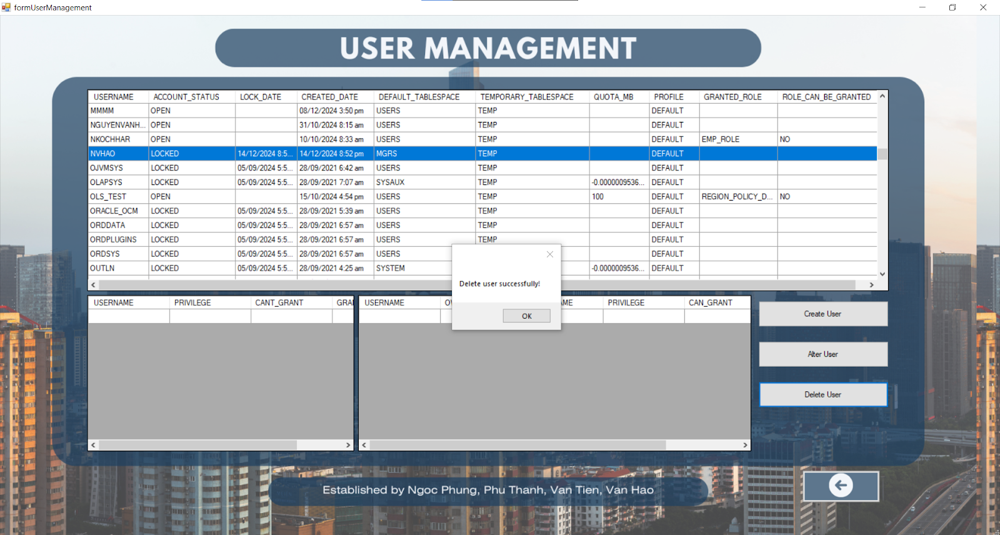 formUserManagement
USER MANAGEMENT
USERNAME ACCOUNT_STATUS LOCK_DATE CREATED_DATE DEFAULT_TABLESPACE TEMPORARY_TABLESPACE QUOTA_MB PROFILE GRANTED_ROLE ROLE_CAN_BE_GRANTED
MMMM OPEN 08/12/2024 3:50 pm USERS TEMP DEFAULT
NGUYENVANH... OPEN 31/10/2024 8:15 am USERS TEMP DEFAULT
NKOCHHAR OPEN 10/10/2024 8:33 am USERS TEMP DEFAULT EMP_ROLE NO
NVHAO LOCKED 14/12/2024 8:5... 14/12/2024 8:52 pm MGRS TEMP DEFAULT
OJVMSYS LOCKED 05/09/2024 5:5... 28/09/2021 6:42 am USERS TEMP DEFAULT
OLAPSYS LOCKED 05/09/2024 5:5... 28/09/2021 7:07 am SYSAUX TEMP -0.0000009536... DEFAULT
OLS_TEST OPEN 15/10/2024 4:54 pm USERS TEMP 100 DEFAULT REGION_POLICY_D... NO
ORACLE_OCM LOCKED 05/09/2024 5:5... 28/09/2021 5:39 am USERS TEMP DEFAULT
ORDDATA LOCKED 05/09/2024 5:5... 28/09/2021 6:57 am USERS TEMP DEFAULT
ORDPLUGINS LOCKED 05/09/2024 5:5... 28/09/2021 6:57 am USERS TEMP DEFAULT
ORDSYS LOCKED 05/09/2024 5:5... 28/09/2021 6:57 am USERS DEFAULT
OUTLN LOCKED 05/09/2024 5:5... 28/09/2021 4:25 am SYSTEM -0.0000009536... DEFAULT
Delete user successfully!
OK
USERNAME PRIVILEGE CANT_GRANT GRA
USERNAME PRIVILEGE CAN_GRANT
Create User
Alter User
Delete User
Established by Ngoc Phung, Phu Thanh, Van Tien, Van Hao